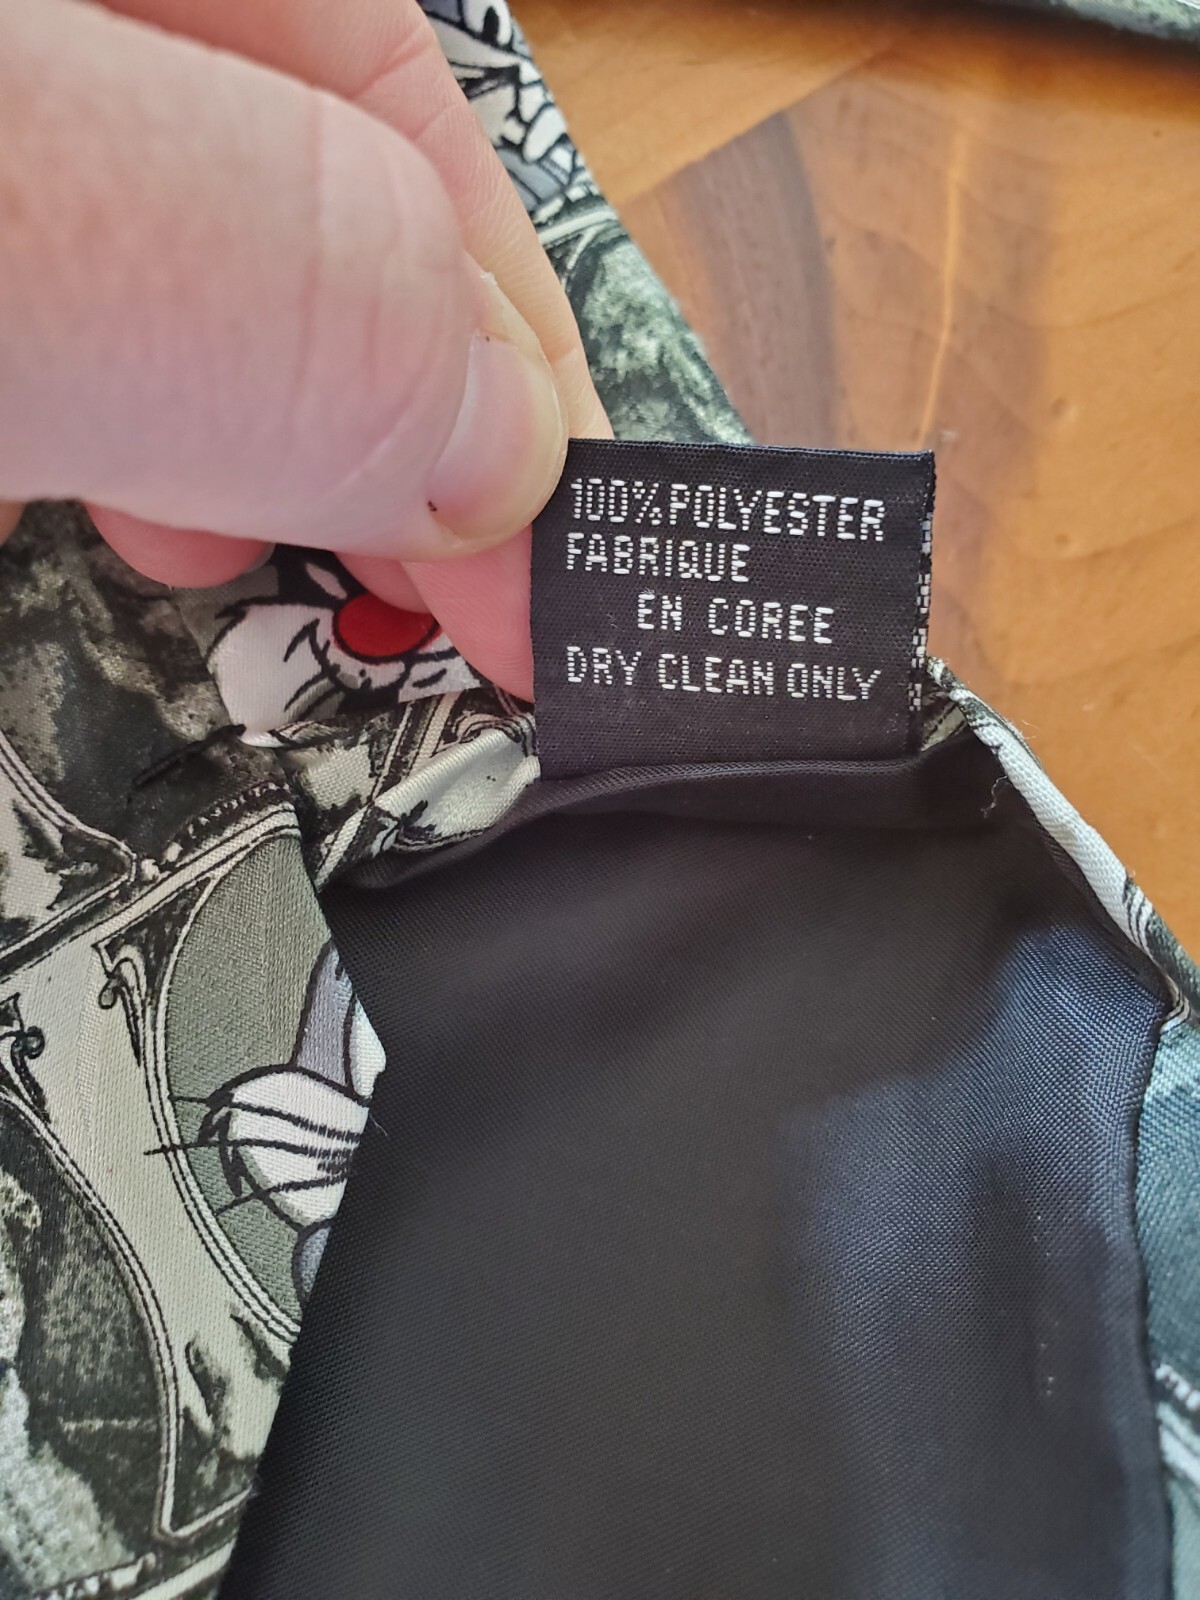 100% POLYESTER
FABRIQUE
EN COREE
DRY CLEAN ONLY